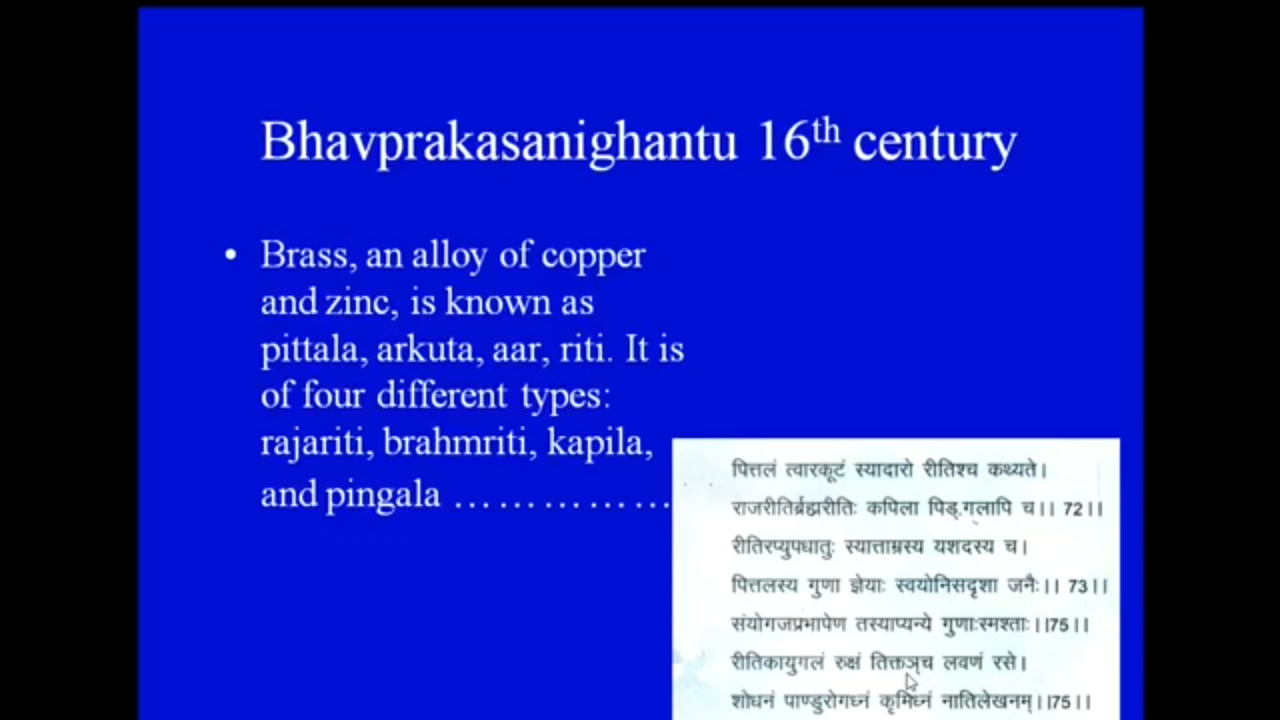 Bhavprakasanighantu 16th century
• Brass, an alloy of copper
and zinc, is known as
pittala, arkuta, aar, riti. It is
of four different types:
rajariti, brahmriti, kapila,
and pingala ……………
पित्तलं त्वारकूटं स्यादारो रीतिश्च कथ्यते।
राजरीतिर्ब्रह्मरीतिः कपिला पिड्.गलापि च।। 72।।
रीतिरप्युपधातुः स्यात्ताम्रस्य यशदस्य च।
पित्तलस्य गुणा ज्ञेयाः स्वयोनिसदृशा जनैः।। 73।।
संयोगजप्रभापेण तस्याप्यन्ये गुणाःस्मश्ताः।।75।।
रीतिकायुगलं रुक्षं तिक्तञ्च लवणं रसे।
शोधनं पाण्डुरोगघ्नं कृमिघ्नं नातिलेखनम्।।75।।